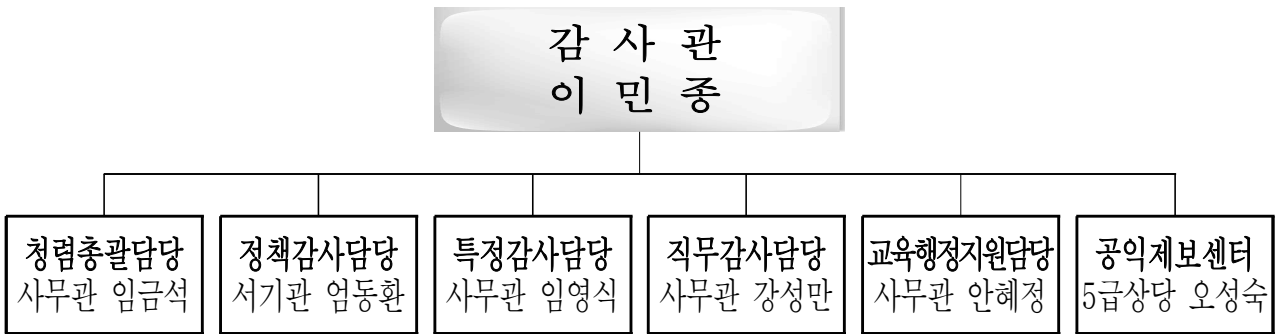 감 사 관
이 민 종
청렴총괄담당
사무관 임금석
정책감사담당
서기관 엄동환
특정감사담당
사무관 임영식
직무감사담당
사무관 강성만
교육행정지원담당
사무관 안혜정
공익제보센터
5급상당 오성숙